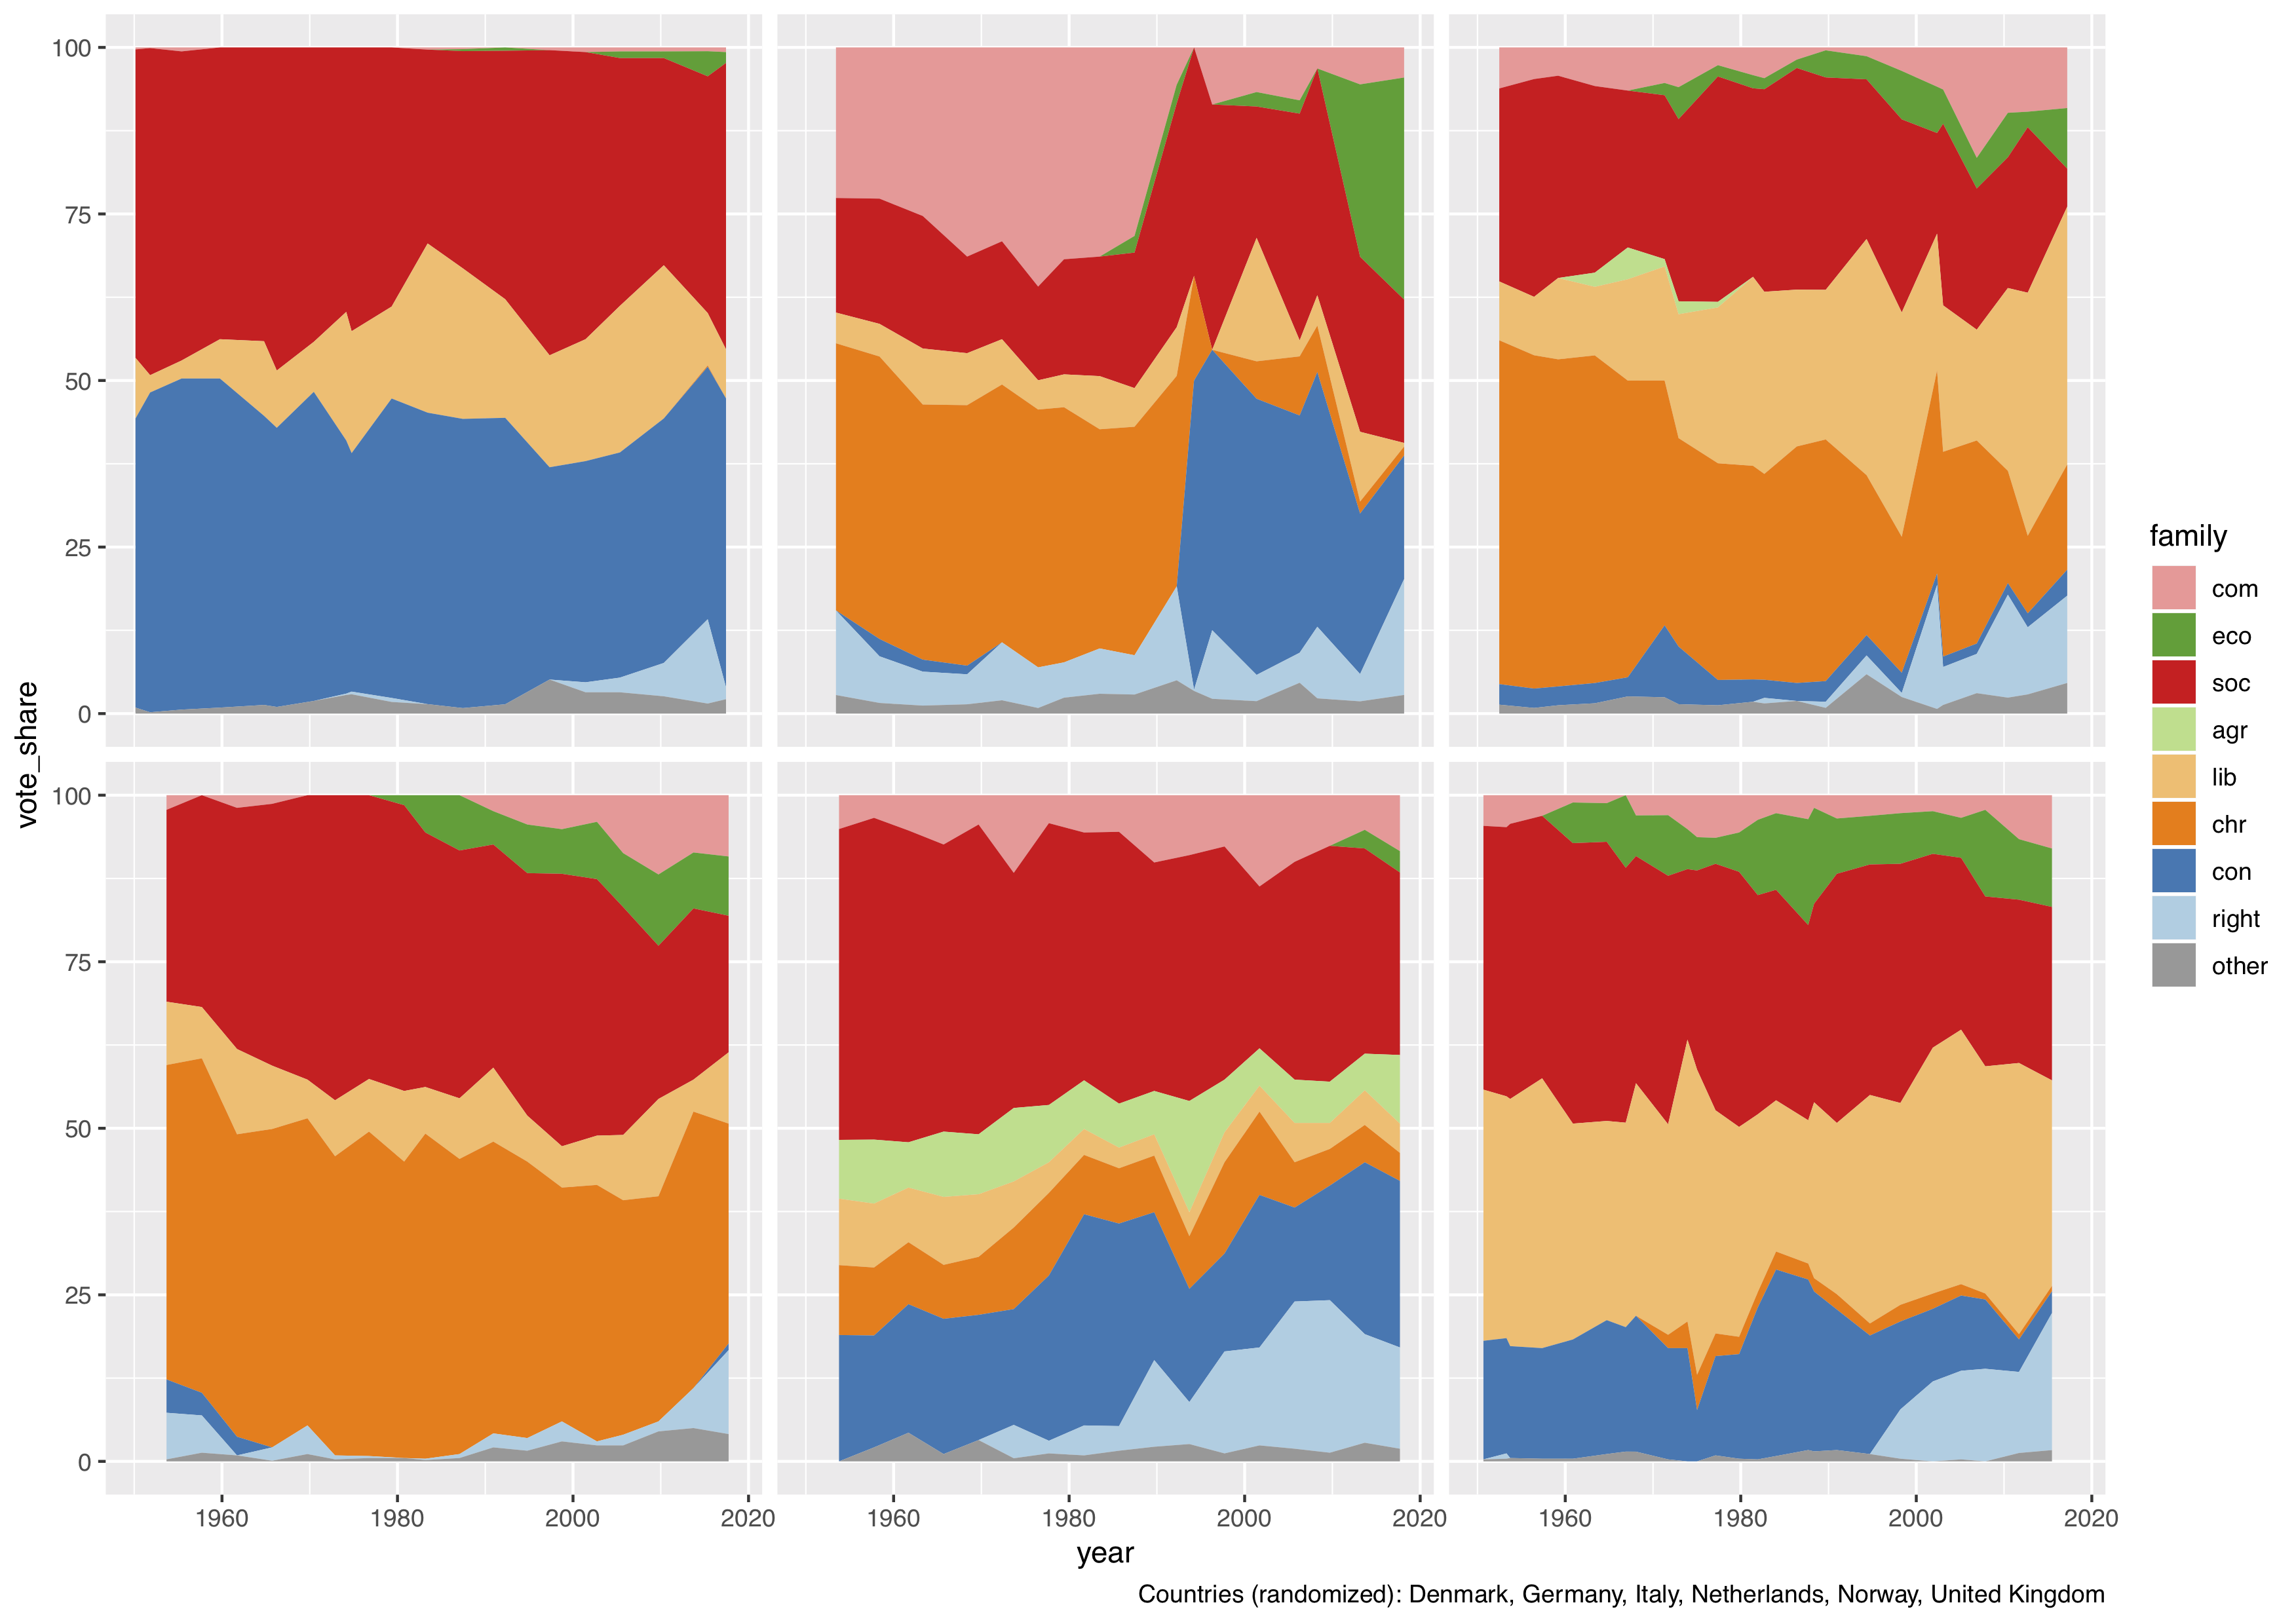 100
75
50
25
0
100
75
50
25
0
vote_share
1960 1980 2000 2020 1960 1980 2000 2020 1960 1980 2000 2020
year
Countries (randomized): Denmark, Germany, Italy, Netherlands, Norway, United Kingdom
family
com
eco
soc
agr
lib
chr
con
right
other